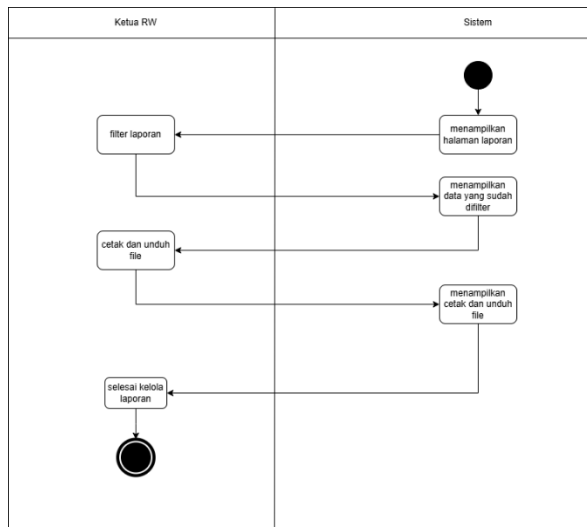 Ketua RW
Sistem
menampilkan
halaman laporan
filter laporan
menampilkan
data yang sudah
difilter
cetak dan unduh
file
menampilkan
cetak dan unduh
file
selesai kelola
laporan